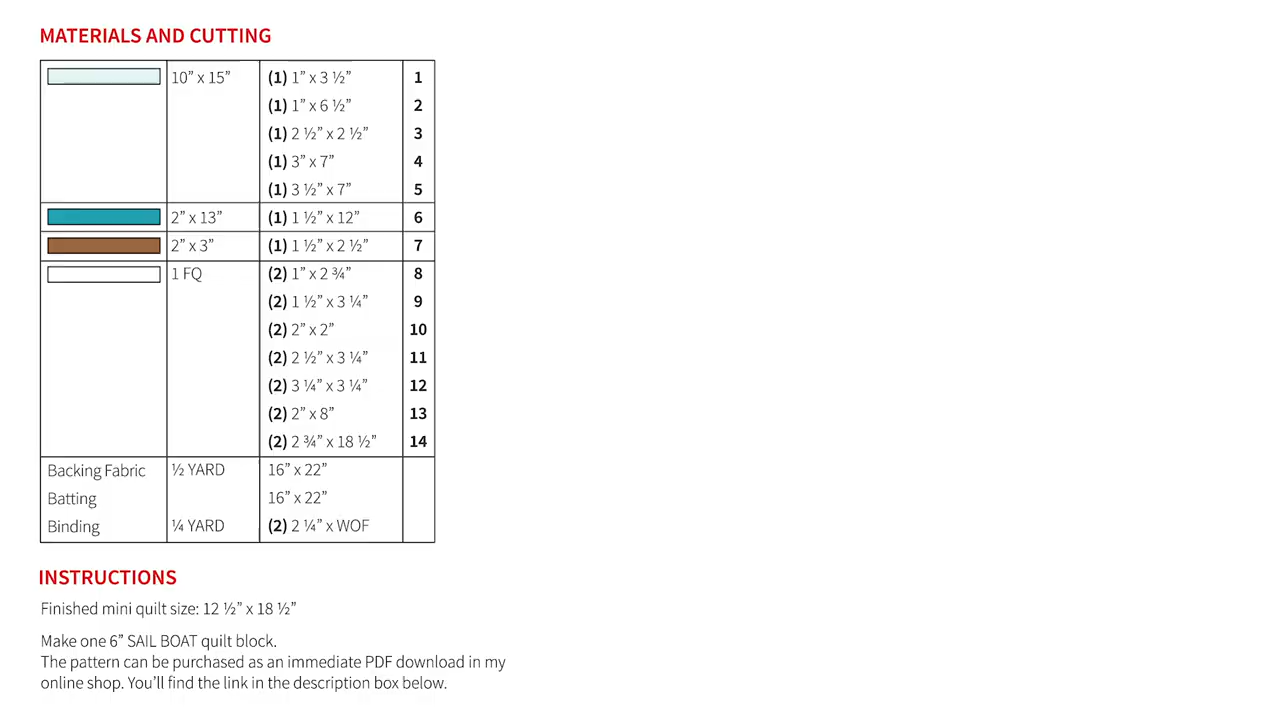 MATERIALS AND CUTTING
10” x 15” (1) 1” x 3 ½” 1
(1) 1” x 6 ½” 2
(1) 2 ½” x 2 ½” 3
(1) 3” x 7” 4
(1) 3 ½” x 7” 5
2” x 13” (1) 1 ½” x 12” 6
2” x 3” (1) 1 ½” x 2 ½” 7
1 FQ (2) 1” x 2 ¾” 8
(2) 1 ½” x 3 ¼” 9
(2) 2” x 2” 10
(2) 2 ½” x 3 ¼” 11
(2) 3 ¼” x 3 ¼” 12
(2) 2” x 8” 13
(2) 2 ¾” x 18 ½” 14
Backing Fabric ½ YARD 16” x 22”
Batting 16” x 22”
Binding ¼ YARD (2) 2 ¼” x WOF
INSTRUCTIONS
Finished mini quilt size: 12 ½” x 18 ½”
Make one 6” SAIL BOAT quilt block.
The pattern can be purchased as an immediate PDF download in my
online shop. You’ll find the link in the description box below.